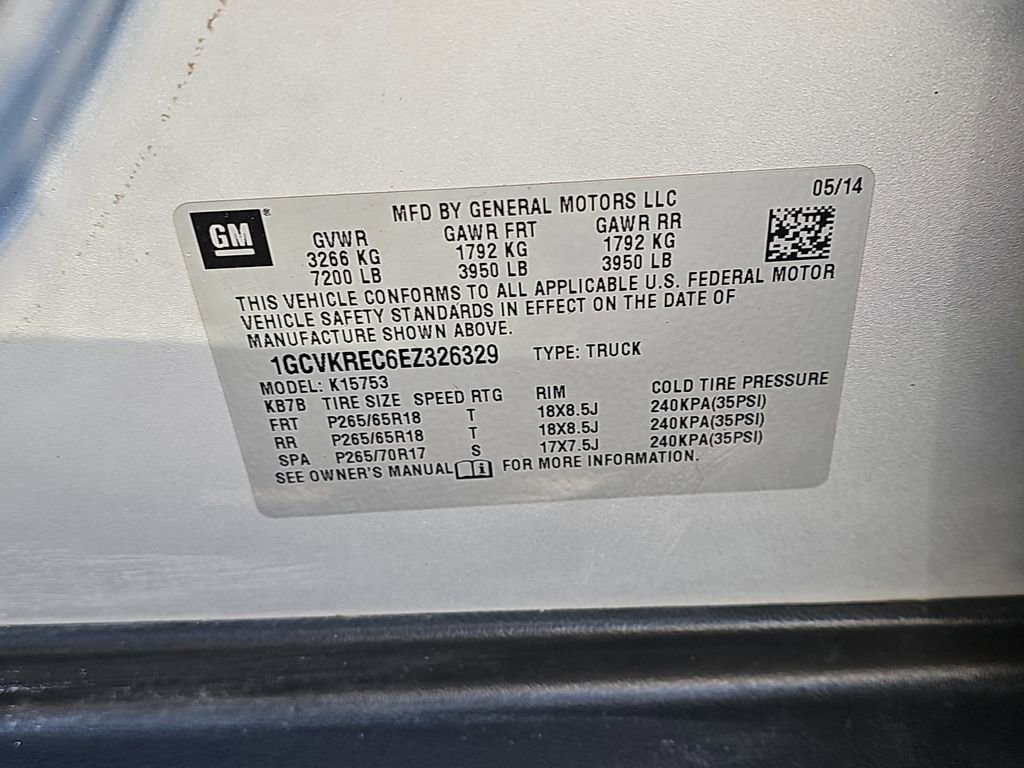 05/14
GM ®
MFD BY GENERAL MOTORS LLC
GVWR GAWR FRT GAWR RR
3266 KG 1792 KG 1792 KG
7200 LB 3950 LB 3950 LB
THIS VEHICLE CONFORMS TO ALL APPLICABLE U.S. FEDERAL MOTOR
VEHICLE SAFETY STANDARDS IN EFFECT ON THE DATE OF
MANUFACTURE SHOWN ABOVE.
1GCVKREC6EZ326329 TYPE: TRUCK
MODEL: K15753
KB7B TIRE SIZE SPEED RTG RIM COLD TIRE PRESSURE
FRT P265/65R18 T 18X8.5J 240KPA(35PSI)
RR P265/65R18 T 18X8.5J 240KPA(35PSI)
SPA P265/70R17 S 17X7.5J 240KPA(35PSI)
SEE OWNER'S MANUAL i FOR MORE INFORMATION.